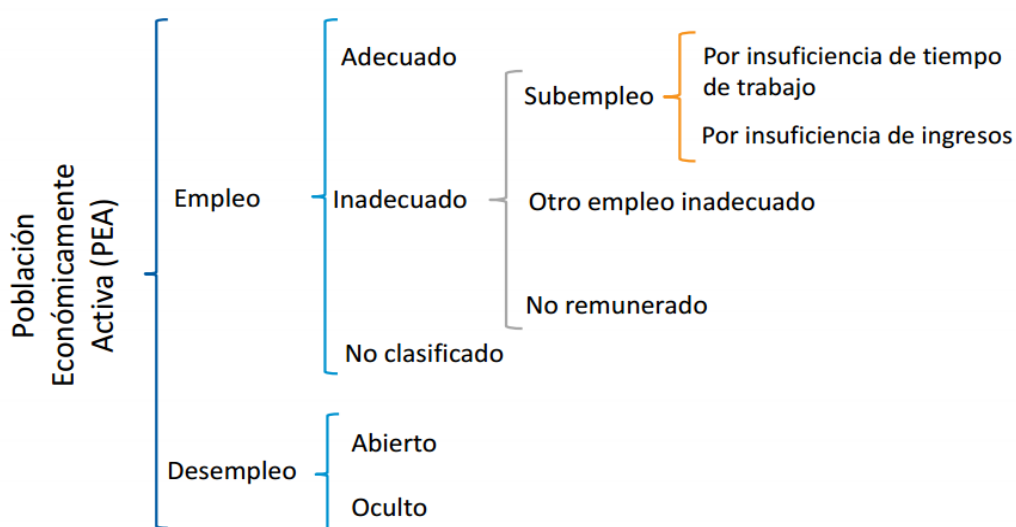 Población
Económicamente
Activa (PEA)
Empleo
Adecuado
Inadecuado
Subempleo
Por insuficiencia de tiempo
de trabajo
Por insuficiencia de ingresos
Otro empleo inadecuado
No remunerado
No clasificado
Desempleo
Abierto
Oculto